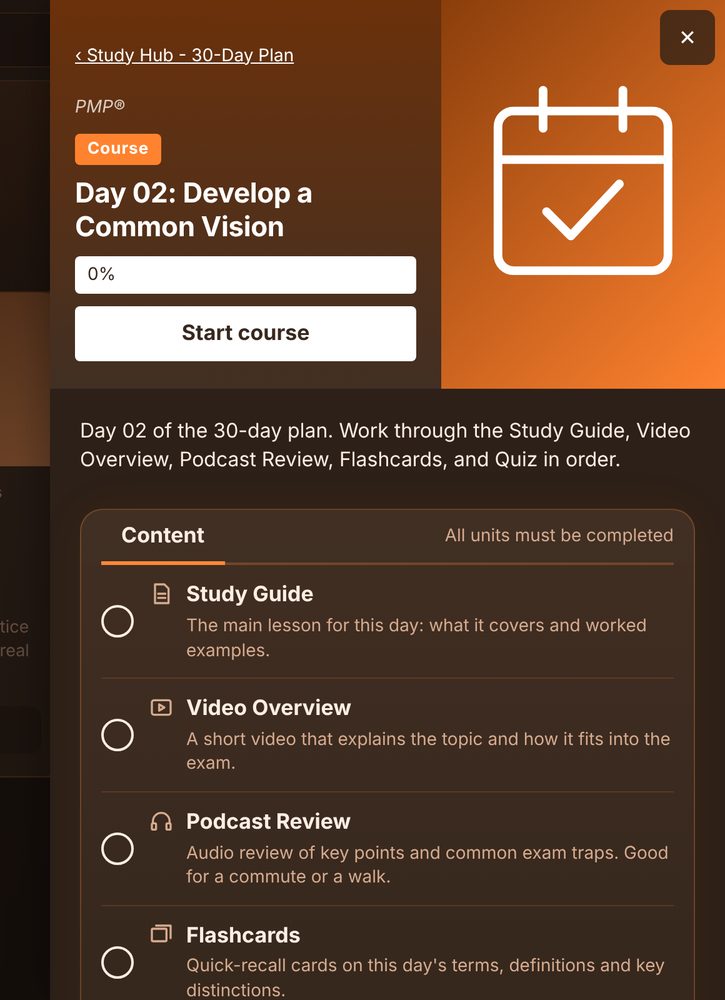 ‹ Study Hub - 30-Day Plan
PMP®
Course
Day 02: Develop a
Common Vision
0%
Start course
Day 02 of the 30-day plan. Work through the Study Guide, Video
Overview, Podcast Review, Flashcards, and Quiz in order.
Content
All units must be completed
Study Guide
The main lesson for this day: what it covers and worked
examples.
Video Overview
A short video that explains the topic and how it fits into the
exam.
Podcast Review
Audio review of key points and common exam traps. Good
for a commute or a walk.
Flashcards
Quick-recall cards on this day's terms, definitions and key
distinctions.
tice
real